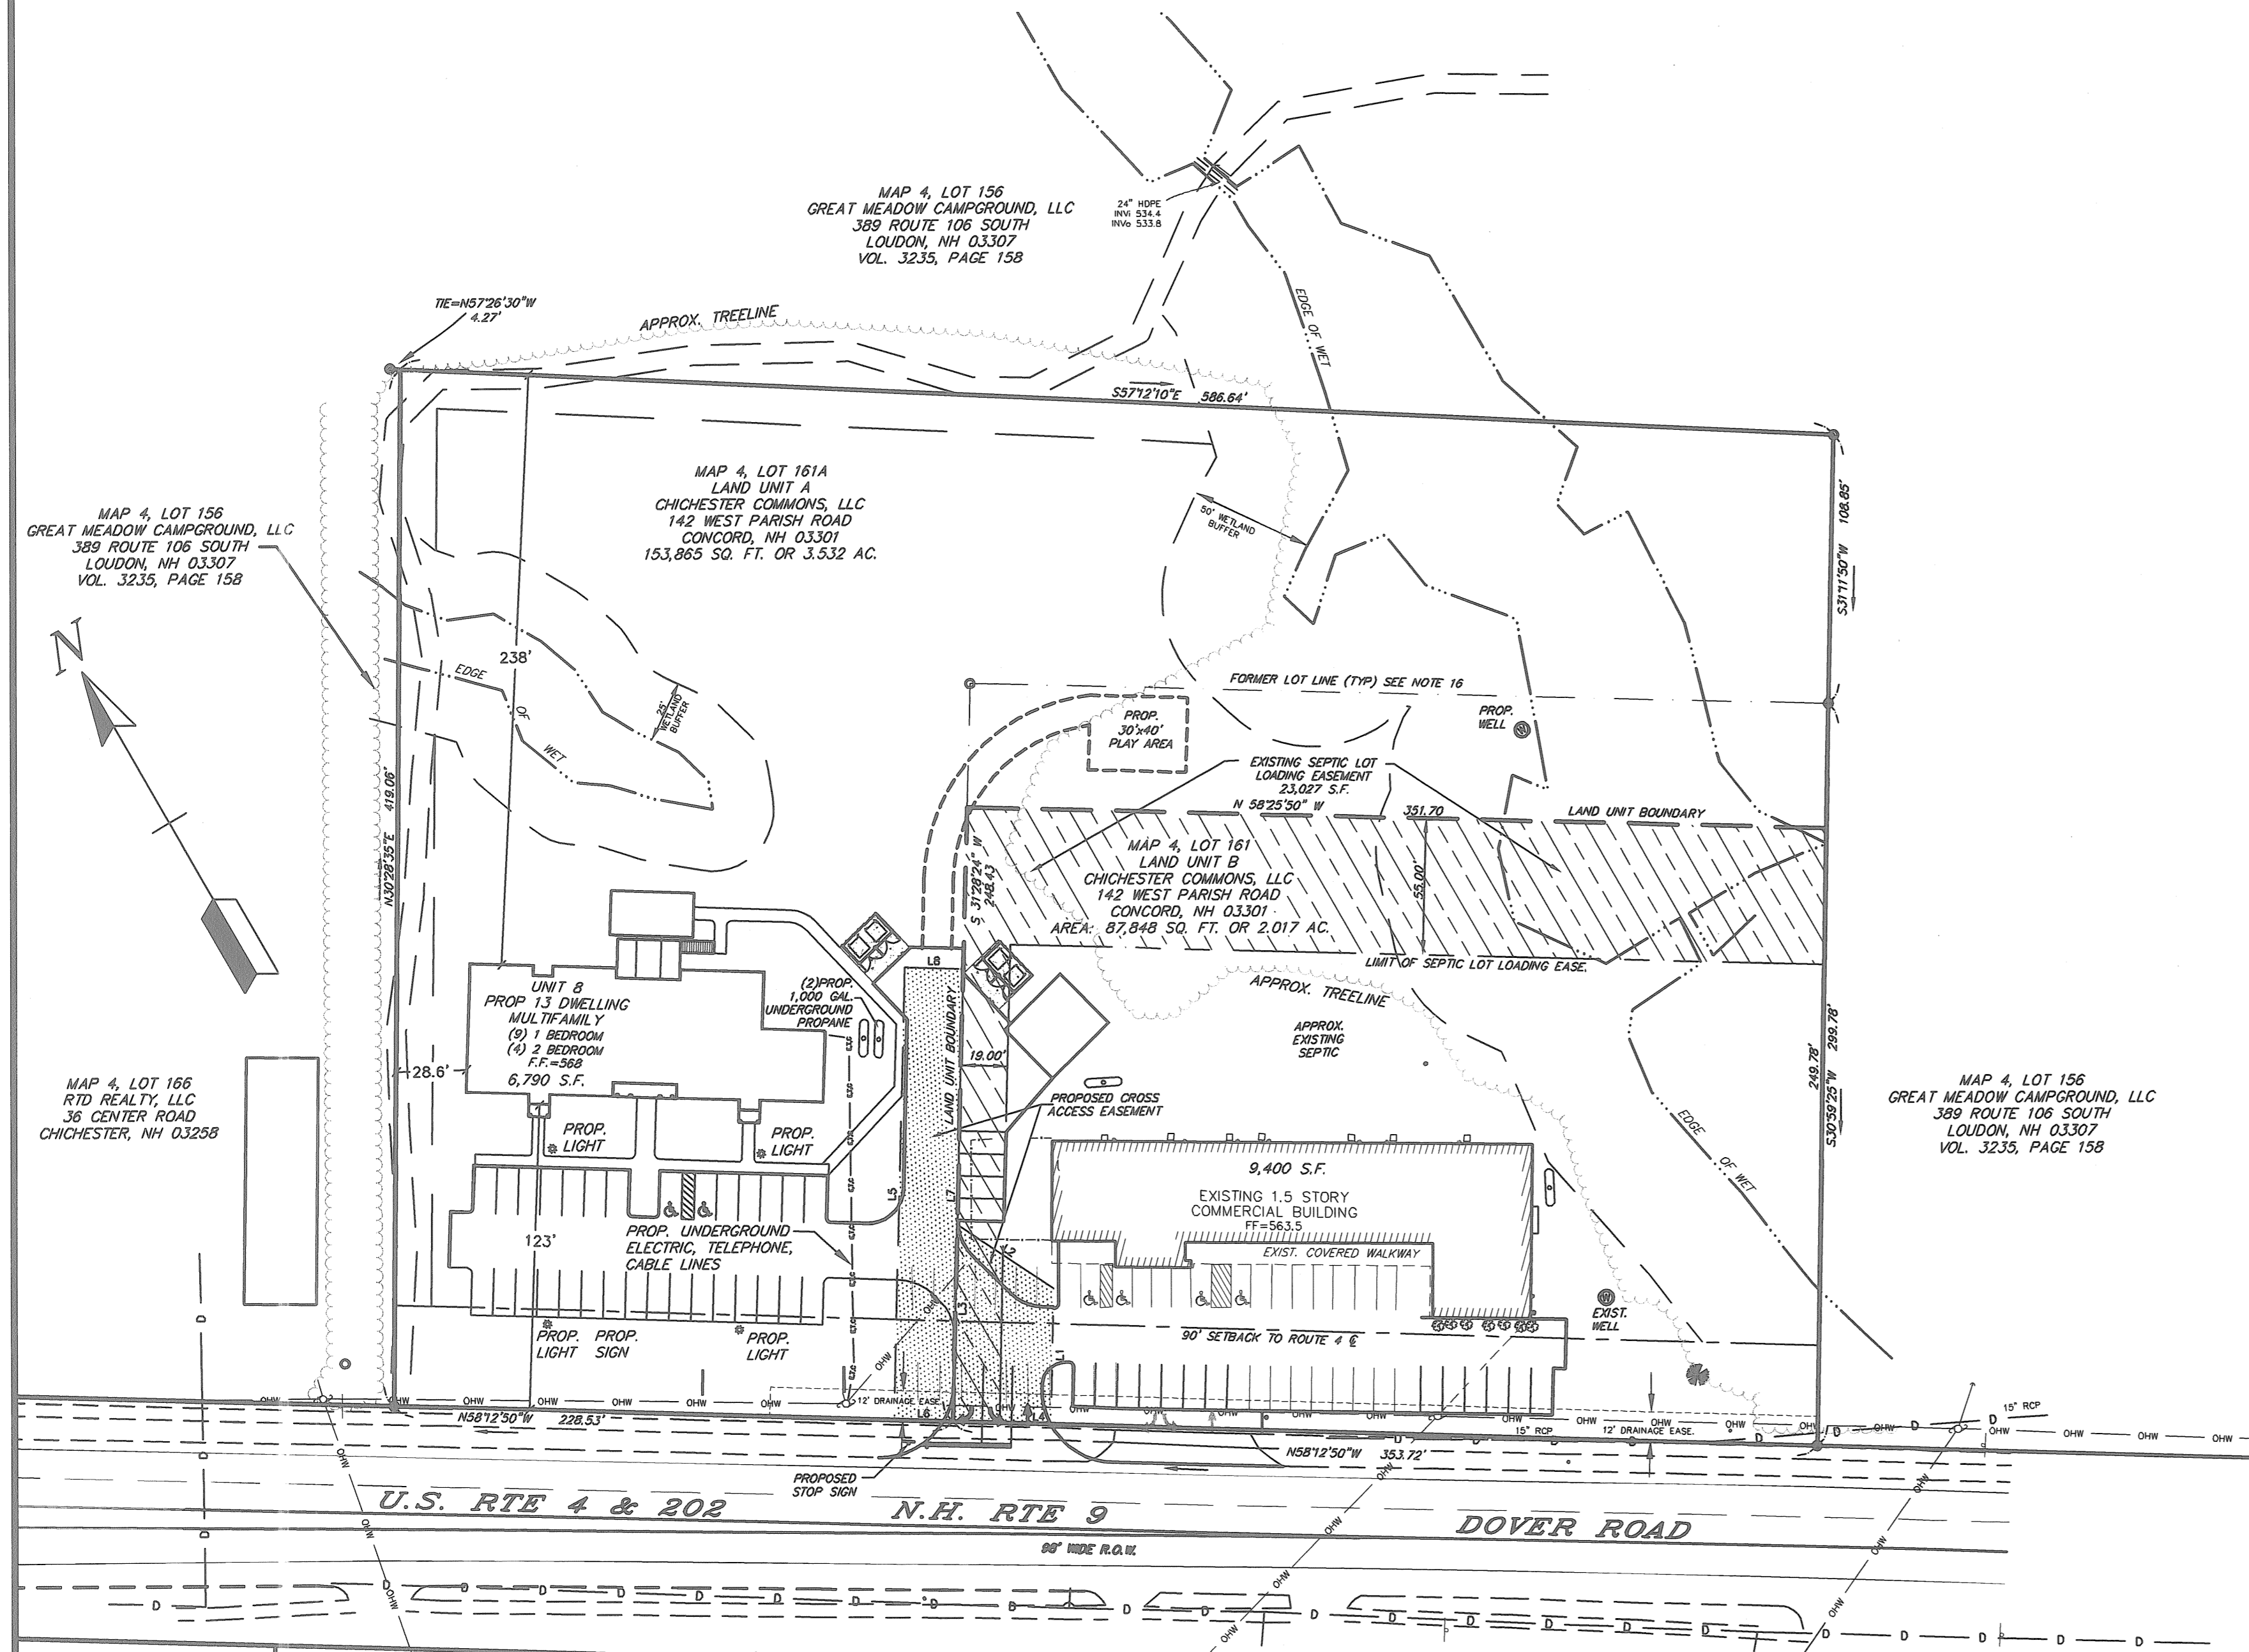 MAP 4, LOT 156
GREAT MEADOW CAMPGROUND, LLC
389 ROUTE 106 SOUTH
LOUDON, NH 03307
VOL. 3235, PAGE 158
24" HDPE
INVi 534.4
INVo 533.8
TIE=N57°26'30"W
4.27'
APPROX. TREELINE
EDGE OF WET
S57°12'10"E 586.64'
MAP 4, LOT 161A
LAND UNIT A
CHICHESTER COMMONS, LLC
142 WEST PARISH ROAD
CONCORD, NH 03301
153,865 SQ. FT. OR 3.532 AC.
MAP 4, LOT 156
GREAT MEADOW CAMPGROUND, LLC
389 ROUTE 106 SOUTH
LOUDON, NH 03307
VOL. 3235, PAGE 158
50' WETLAND
BUFFER
S31°11'50"W 108.85'
N
238'
EDGE
OF
WET
25'
WETLAND
BUFFER
FORMER LOT LINE (TYP) SEE NOTE 16
PROP.
WELL
W
PROP.
30'x40'
PLAY AREA
EXISTING SEPTIC LOT
LOADING EASEMENT
23,027 S.F.
N 58°25'50" W
351.70
LAND UNIT BOUNDARY
N30°28'35"E 419.06'
S 31°28'24" W
248.43
MAP 4, LOT 161
LAND UNIT B
CHICHESTER COMMONS, LLC
142 WEST PARISH ROAD
CONCORD, NH 03301
AREA: 87,848 SQ. FT. OR 2.017 AC.
55.00'
LIMIT OF SEPTIC LOT LOADING EASE.
L8
UNIT 8
PROP 13 DWELLING
MULTIFAMILY
(9) 1 BEDROOM
(4) 2 BEDROOM
F.F.=568
6,790 S.F.
(2)PROP.
1,000 GAL.
UNDERGROUND
PROPANE
LAND UNIT BOUNDARY
APPROX. TREELINE
APPROX.
EXISTING
SEPTIC
19.00'
28.6'
PROPOSED CROSS
ACCESS EASEMENT
249.78'
S30°59'25"W 299.78'
MAP 4, LOT 166
RTD REALTY, LLC
36 CENTER ROAD
CHICHESTER, NH 03258
MAP 4, LOT 156
GREAT MEADOW CAMPGROUND, LLC
389 ROUTE 106 SOUTH
LOUDON, NH 03307
VOL. 3235, PAGE 158
PROP.
LIGHT
PROP.
LIGHT
EDGE
OF WET
9,400 S.F.
EXISTING 1.5 STORY
COMMERCIAL BUILDING
FF=563.5
EXIST. COVERED WALKWAY
L5
L7
L2
L3
L1
123'
PROP. UNDERGROUND
ELECTRIC, TELEPHONE,
CABLE LINES
W
EXIST.
WELL
90' SETBACK TO ROUTE 4 ℄
PROP.
LIGHT
PROP.
SIGN
PROP.
LIGHT
12' DRAINAGE EASE.
L6
L4
OHW OHW OHW OHW OHW OHW
N58°12'50"W 228.53'
15" RCP
12' DRAINAGE EASE.
15" RCP
N58°12'50"W 353.72'
PROPOSED
STOP SIGN
U.S. RTE 4 & 202 N.H. RTE 9 DOVER ROAD
98' WIDE R.O.W.
OHW OHW OHW OHW
D D D D D D D D D D D D